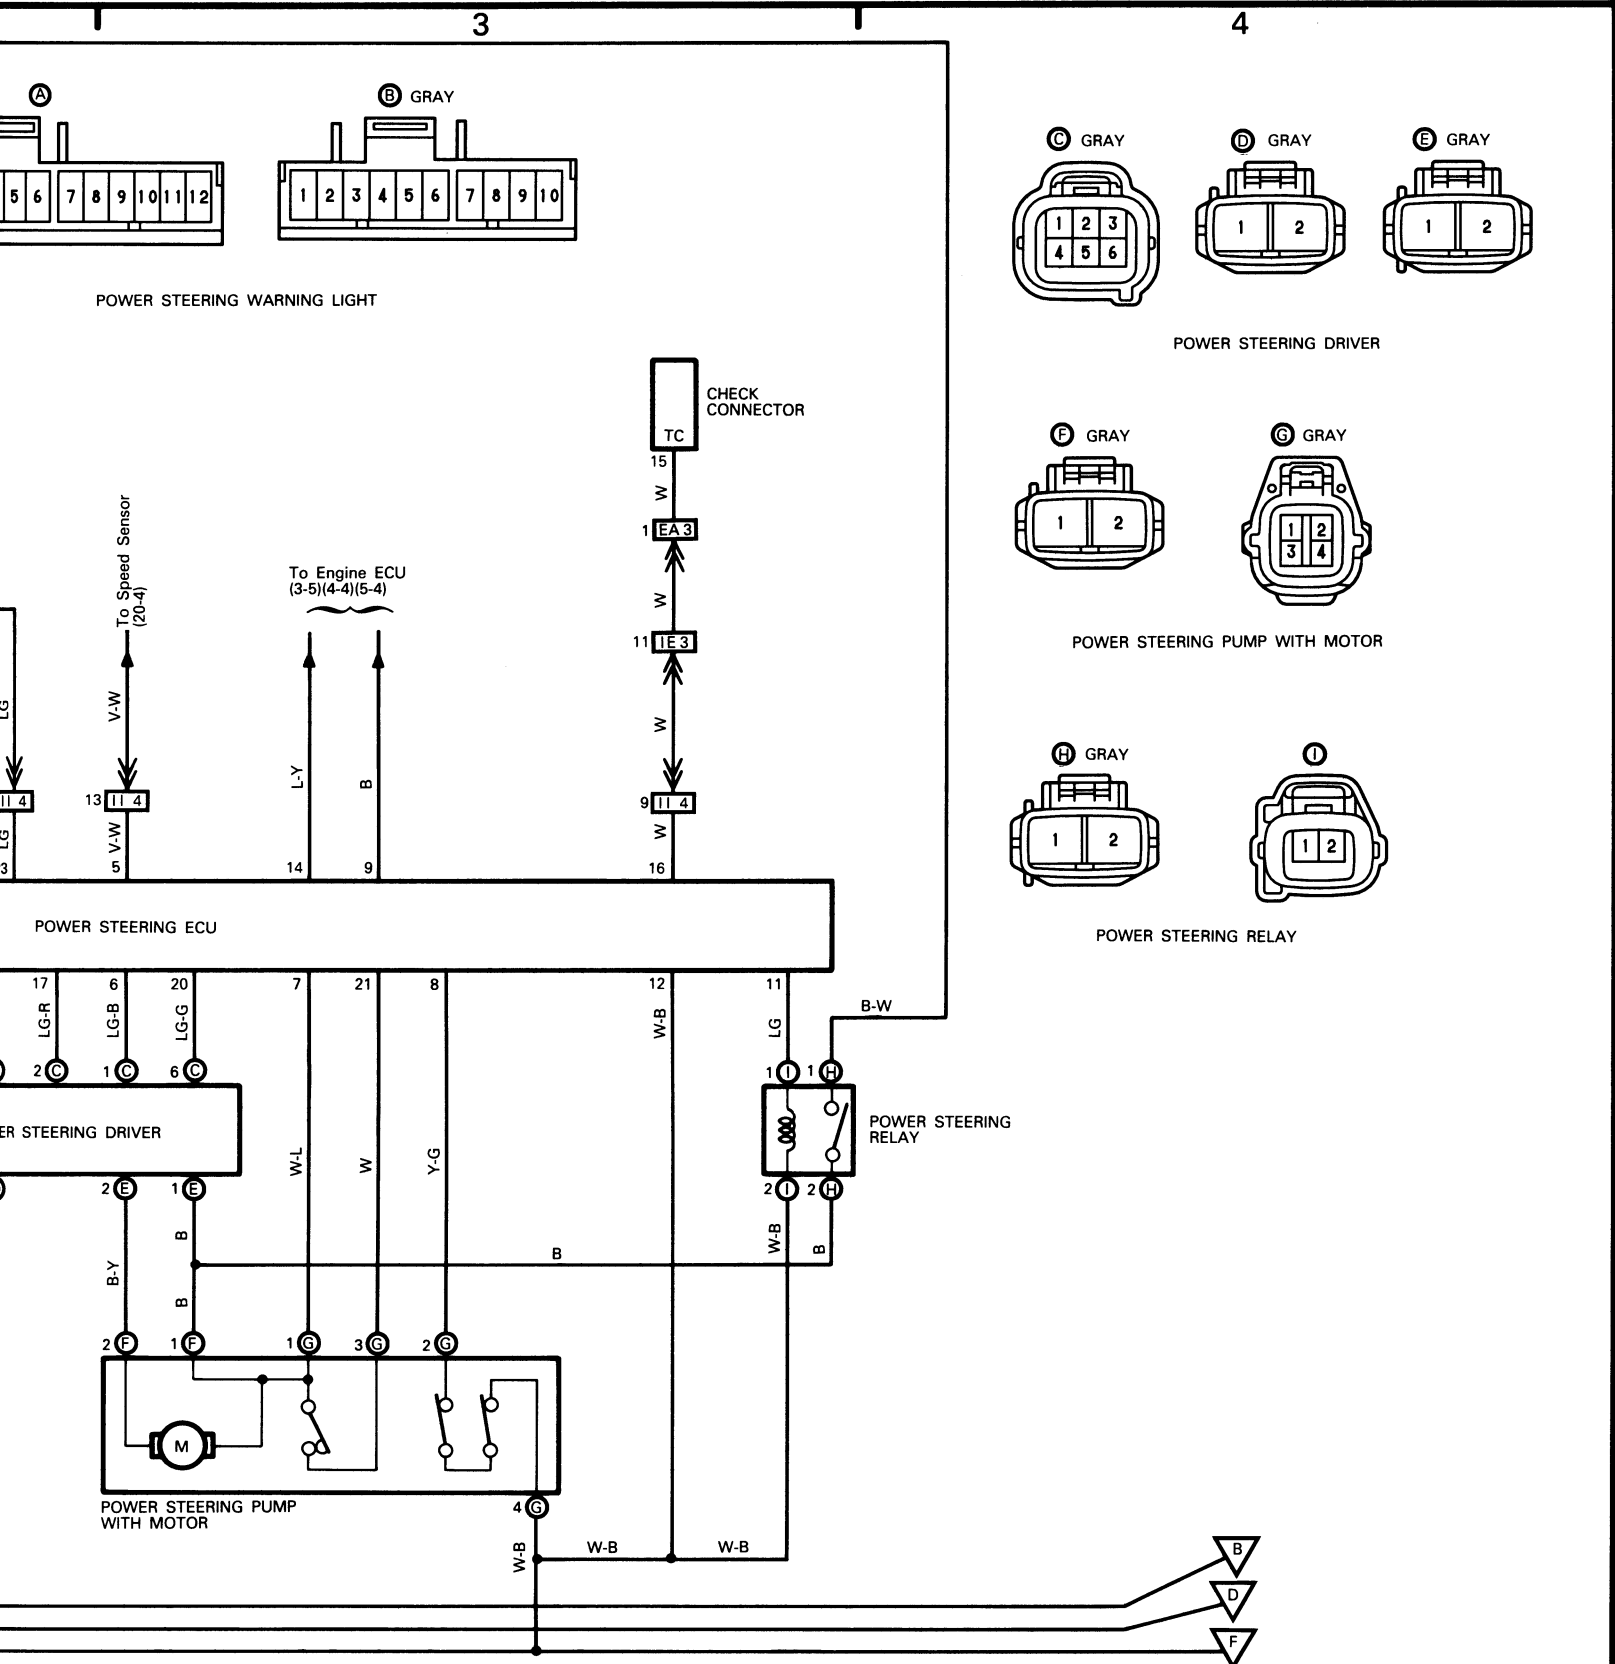 3
4
A
B GRAY
C GRAY
D GRAY
E GRAY
5 6 7 8 9 10 11 12
1 2 3 4 5 6 7 8 9 10
1 2 3
4 5 6
1 2
1 2
POWER STEERING WARNING LIGHT
POWER STEERING DRIVER
CHECK
CONNECTOR
TC
15
W
F GRAY
G GRAY
1 2
1 2
3 4
POWER STEERING PUMP WITH MOTOR
1 EA 3
W
To Speed Sensor
(20-4)
To Engine ECU
(3-5)(4-4)(5-4)
11 IE 3
LG
V-W
L-Y
B
W
H GRAY
I
1 2
1 2
POWER STEERING RELAY
II 4
13 II 4
9 II 4
LG
V-W
W
3
5
14
9
16
POWER STEERING ECU
17
6
20
7
21
8
12
11
LG-R
LG-B
LG-G
W-B
LG
B-W
2 C
1 C
6 C
1 I
1 H
ER STEERING DRIVER
POWER STEERING
RELAY
W-L
W
Y-G
2 E
1 E
2 I
2 H
B
W-B
B
B
B-Y
B
2 F
1 F
1 G
3 G
2 G
M
POWER STEERING PUMP
WITH MOTOR
4 G
W-B
W-B
W-B
B
D
F